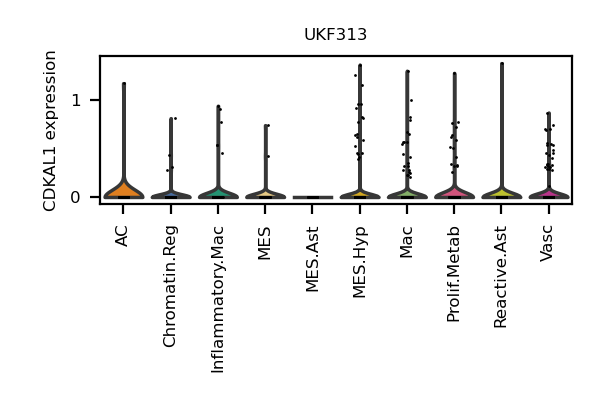 UKF313
CDKAL1 expression
1
0
AC
Chromatin.Reg
Inflammatory.Mac
MES
MES.Ast
MES.Hyp
Mac
Prolif.Metab
Reactive.Ast
Vasc